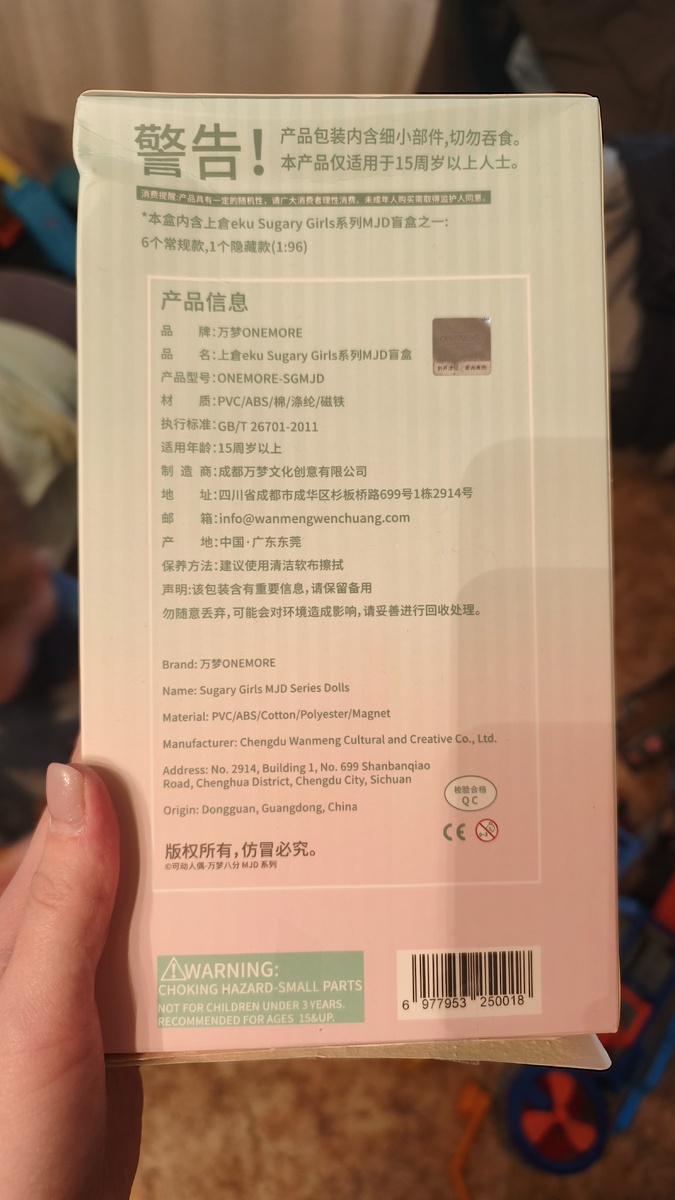 警告!
产品包装内含细小部件,切勿吞食。
本产品仅适用于15周岁以上人士。
消费提醒:产品具有一定的随机性，请广大消费者理性消费，未成年人购买需取得监护人同意。
*本盒内含上倉eku Sugary Girls系列MJD盲盒之一:
6个常规款,1个隐藏款(1:96)
产品信息
品 牌:万梦ONEMORE
品 名:上倉eku Sugary Girls系列MJD盲盒
产品型号:ONEMORE-SGMJD
材 质:PVC/ABS/棉/涤纶/磁铁
执行标准:GB/T 26701-2011
适用年龄:15周岁以上
制 造 商:成都万梦文化创意有限公司
地 址:四川省成都市成华区杉板桥路699号1栋2914号
邮 箱:info@wanmengwenchuang.com
产 地:中国·广东东莞
保养方法:建议使用清洁软布擦拭
声明:该包装含有重要信息,请保留备用
勿随意丢弃,可能会对环境造成影响,请妥善进行回收处理。
Brand: 万梦ONEMORE
Name: Sugary Girls MJD Series Dolls
Material: PVC/ABS/Cotton/Polyester/Magnet
Manufacturer: Chengdu Wanmeng Cultural and Creative Co., Ltd.
Address: No. 2914, Building 1, No. 699 Shanbanqiao
Road, Chenghua District, Chengdu City, Sichuan
Origin: Dongguan, Guangdong, China
检验合格
QC
CE
0-3
版权所有,仿冒必究。
©可动人偶·万梦八分 MJD 系列
WARNING:
CHOKING HAZARD-SMALL PARTS
NOT FOR CHILDREN UNDER 3 YEARS.
RECOMMENDED FOR AGES 15&UP.
6 977953 250018